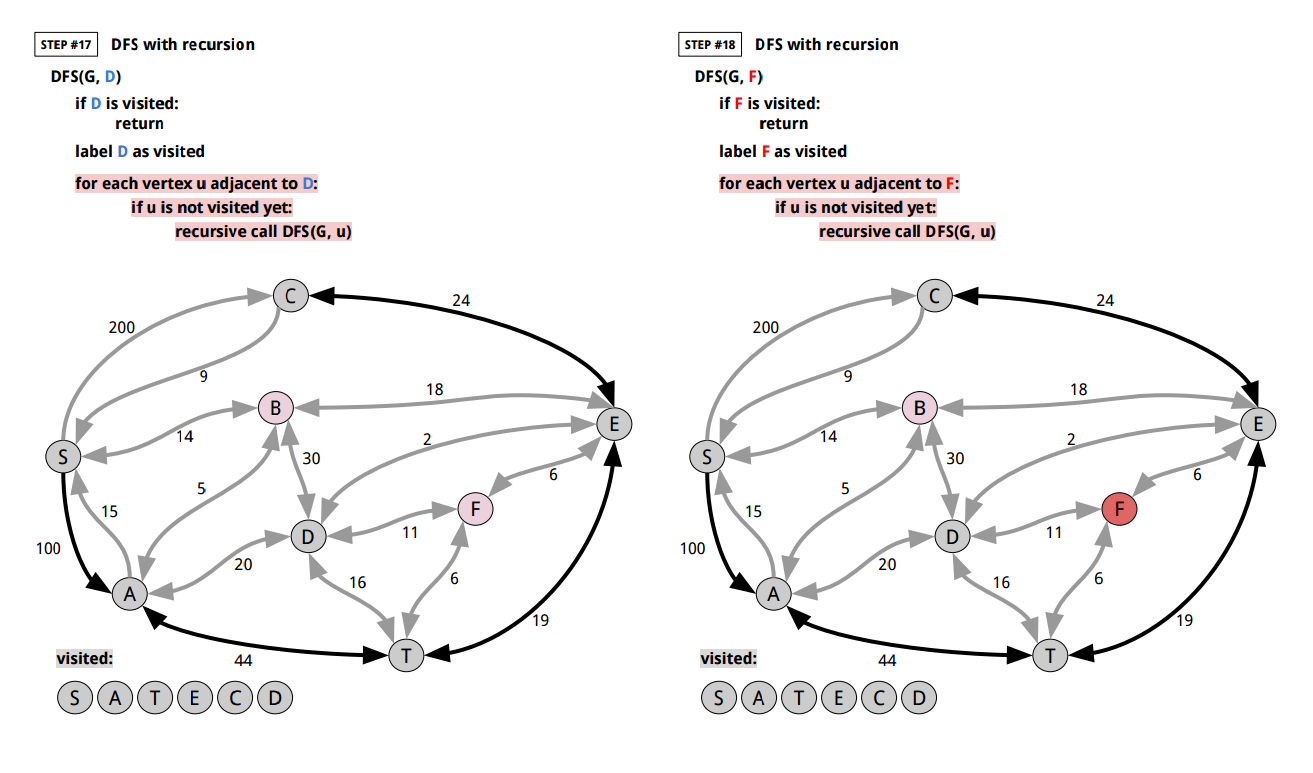 STEP #17 DFS with recursion
DFS(G, D)
if D is visited:
return
label D as visited
for each vertex u adjacent to D:
if u is not visited yet:
recursive call DFS(G, u)
C
24
200
9
B
18
14
E
S
2
30
5
6
F
15
D
11
100
20
16
6
A
19
T
44
visited:
S A T E C D
STEP #18 DFS with recursion
DFS(G, F)
if F is visited:
return
label F as visited
for each vertex u adjacent to F:
if u is not visited yet:
recursive call DFS(G, u)
C
24
200
9
B
18
14
E
S
2
30
5
6
F
15
D
11
100
20
16
6
A
19
T
44
visited:
S A T E C D